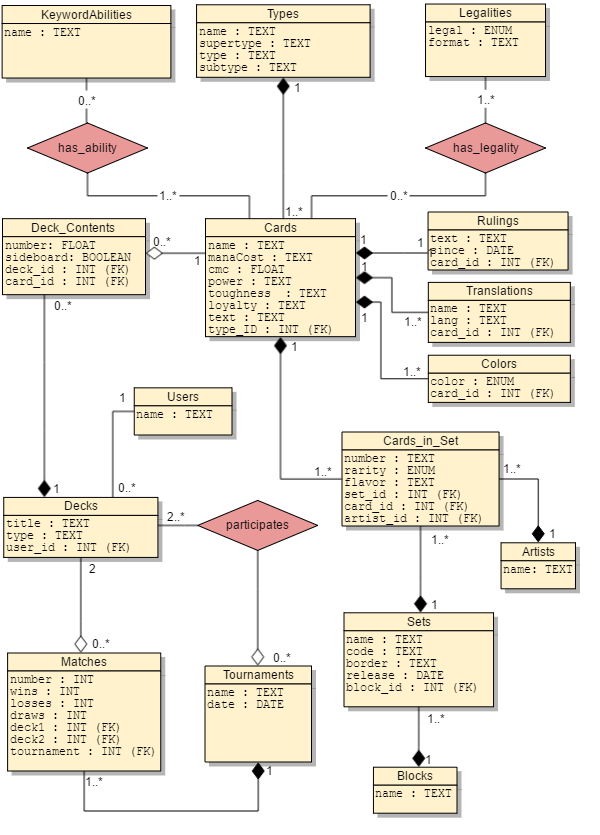 KeywordAbilities
name : TEXT
Types
name : TEXT
supertype : TEXT
type : TEXT
subtype : TEXT
Legalities
legal : ENUM
format : TEXT
0..*
1
1..*
has_ability
has_legality
1..*
1..*
0..*
Deck_Contents
number: FLOAT
sideboard: BOOLEAN
deck_id : INT (FK)
card_id : INT (FK)
0..*
1
Cards
name : TEXT
manaCost : TEXT
cmc : FLOAT
power : TEXT
toughness  : TEXT
loyalty : TEXT
text : TEXT
type_ID : INT (FK)
1
1
1
1
Rulings
text : TEXT
since : DATE
card_id : INT (FK)
1..*
Translations
name : TEXT
lang : TEXT
card_id : INT (FK)
1..*
Colors
color : ENUM
card_id : INT (FK)
0..*
1
1
Users
name : TEXT
0..*
1
1..*
Cards_in_Set
number : TEXT
rarity : ENUM
flavor : TEXT
set_id : INT (FK)
card_id : INT (FK)
artist_id : INT (FK)
1..*
1
1..*
Artists
name: TEXT
Decks
title : TEXT
type : TEXT
user_id : INT (FK)
2..*
participates
2
0..*
0..*
1
Sets
name : TEXT
code : TEXT
border : TEXT
release : DATE
block_id : INT (FK)
Matches
number : INT
wins : INT
losses : INT
draws : INT
deck1 : INT (FK)
deck2 : INT (FK)
tournament : INT (FK)
Tournaments
name : TEXT
date : DATE
1..*
1
1..*
1
Blocks
name : TEXT